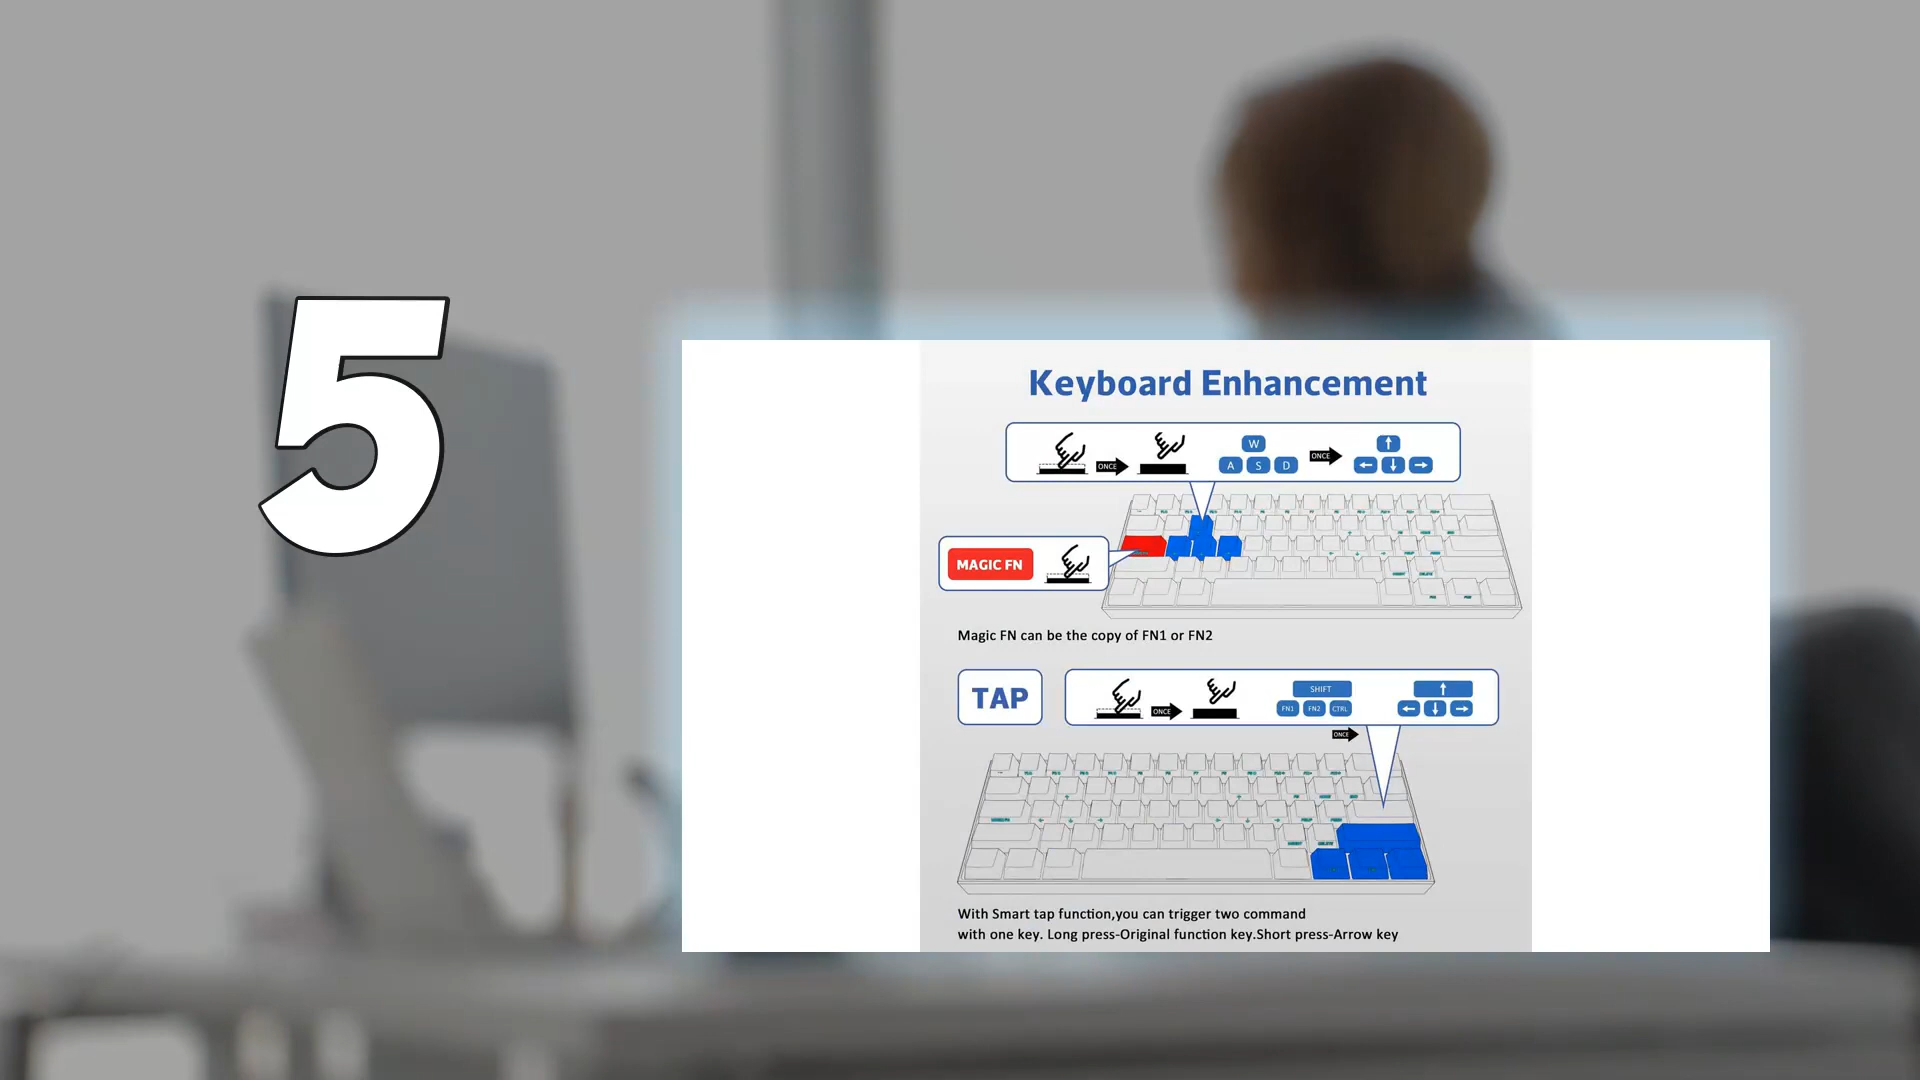 5
Keyboard Enhancement
ONCE
W
A S D
ONCE
↑
← ↓ →
MAGIC FN
Magic FN can be the copy of FN1 or FN2
TAP
ONCE
SHIFT
FN1 FN2 CTRL
↑
← ↓ →
ONCE
With Smart tap function,you can trigger two command
with one key. Long press-Original function key.Short press-Arrow key